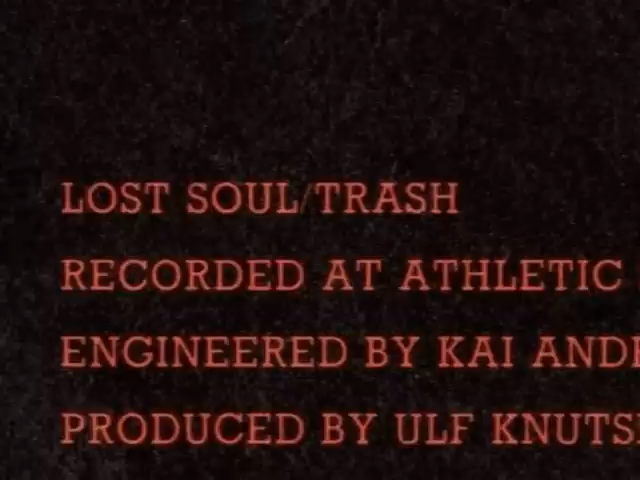 LOST SOUL/TRASH
RECORDED AT ATHLETIC
ENGINEERED BY KAI
PRODUCED BY ULF